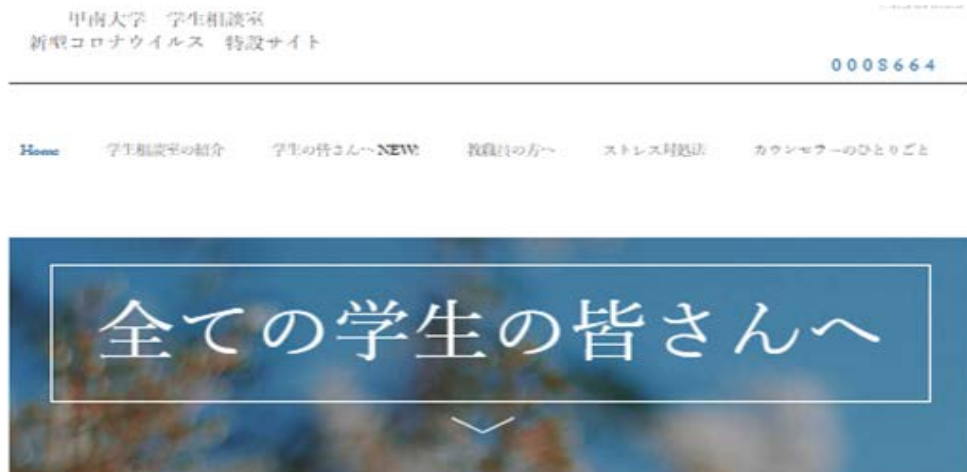 甲南大学　学生相談室
新型コロナウイルス　特設サイト
0008664
Home　学生相談室の紹介　学生の皆さんへ NEW!　教職員の方へ　ストレス対処法　カウンセラーのひとりごと
全ての学生の皆さんへ